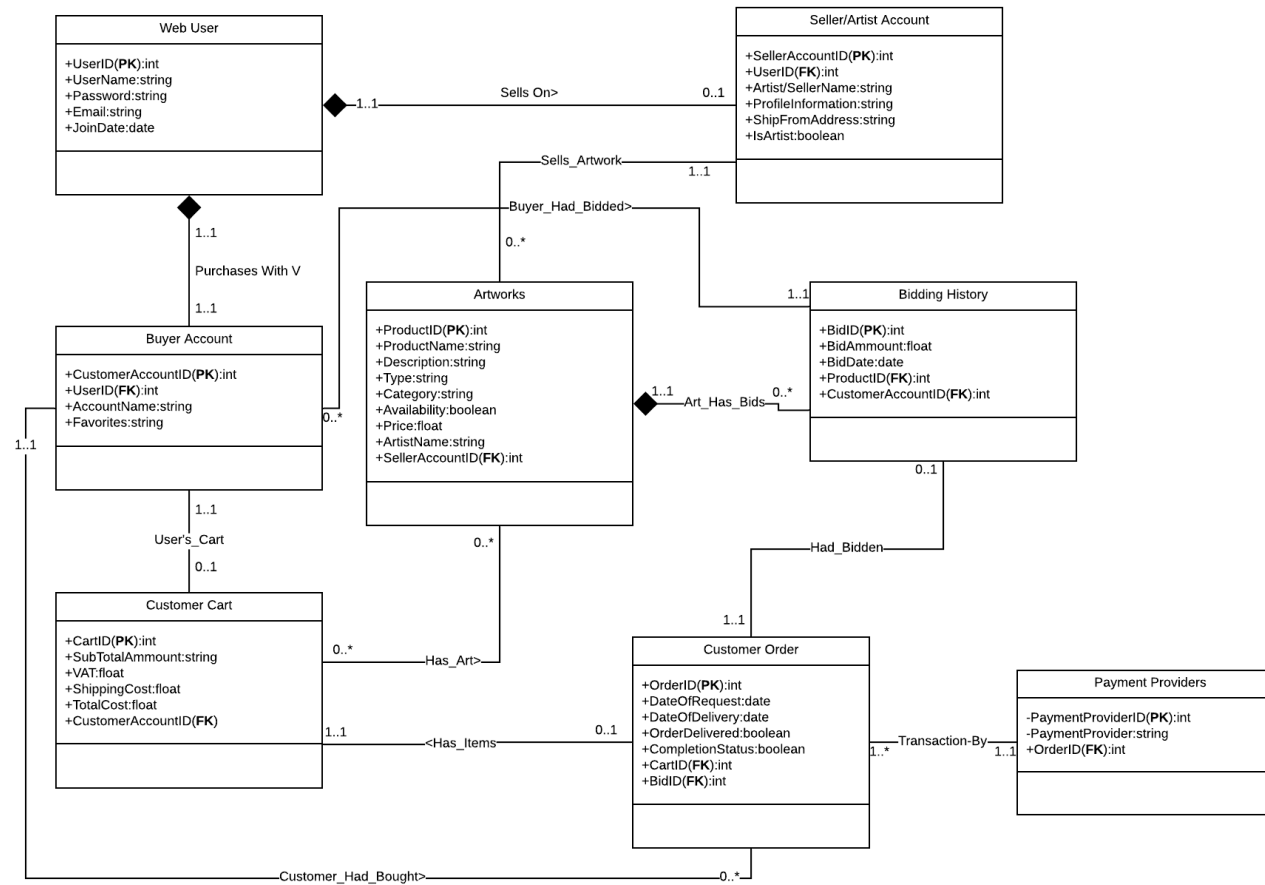 Web User
+UserID(PK):int
+UserName:string
+Password:string
+Email:string
+JoinDate:date
Seller/Artist Account
+SellerAccountID(PK):int
+UserID(FK):int
+Artist/SellerName:string
+ProfileInformation:string
+ShipFromAddress:string
+IsArtist:boolean
1..1
Sells On>
0..1
Sells_Artwork
1..1
0..*
Buyer_Had_Bidded>
1..1
0..*
1..1
Purchases With V
1..1
Artworks
+ProductID(PK):int
+ProductName:string
+Description:string
+Type:string
+Category:string
+Availability:boolean
+Price:float
+ArtistName:string
+SellerAccountID(FK):int
Bidding History
+BidID(PK):int
+BidAmmount:float
+BidDate:date
+ProductID(FK):int
+CustomerAccountID(FK):int
Buyer Account
+CustomerAccountID(PK):int
+UserID(FK):int
+AccountName:string
+Favorites:string
1..1
Art_Has_Bids
0..*
1..1
1..1
User's_Cart
0..1
0..*
0..1
Had_Bidden
1..1
Customer Cart
+CartID(PK):int
+SubTotalAmmount:string
+VAT:float
+ShippingCost:float
+TotalCost:float
+CustomerAccountID(FK)
0..*
Has_Art>
Customer Order
+OrderID(PK):int
+DateOfRequest:date
+DateOfDelivery:date
+OrderDelivered:boolean
+CompletionStatus:boolean
+CartID(FK):int
+BidID(FK):int
Payment Providers
-PaymentProviderID(PK):int
-PaymentProvider:string
+OrderID(FK):int
1..1
<Has_Items
0..1
1..*
Transaction-By
1..1
Customer_Had_Bought>
0..*